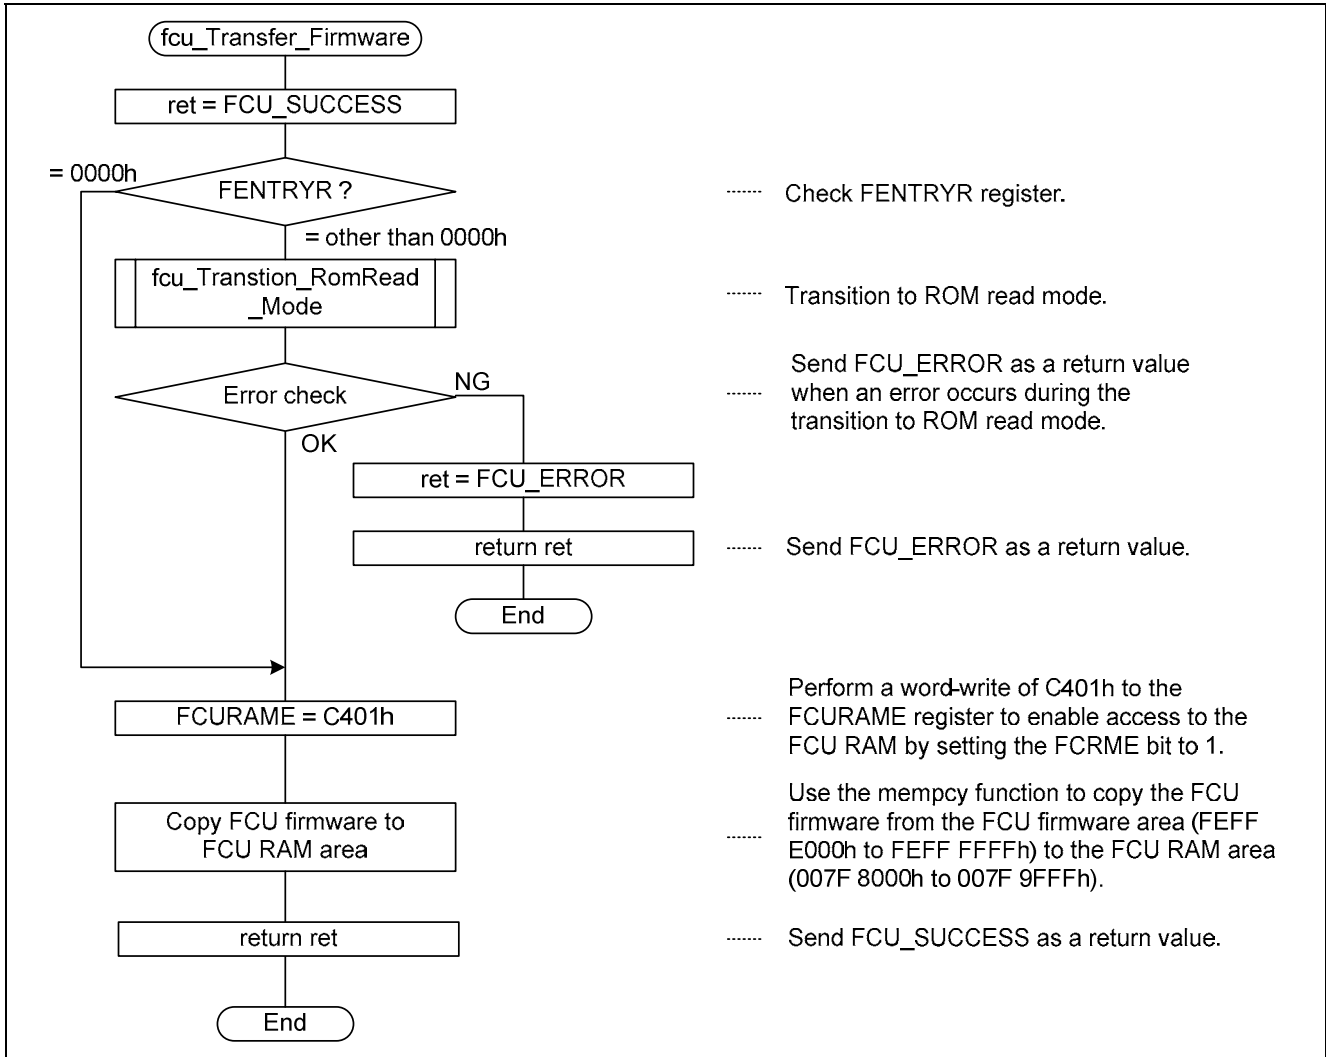 fcu_Transfer_Firmware
ret = FCU_SUCCESS
= 0000h
FENTRYR ?
Check FENTRYR register.
= other than 0000h
fcu_Transtion_RomRead
_Mode
Transition to ROM read mode.
Error check
NG
OK
Send FCU_ERROR as a return value
when an error occurs during the
transition to ROM read mode.
ret = FCU_ERROR
return ret
Send FCU_ERROR as a return value.
End
FCURAME = C401h
Perform a word-write of C401h to the
FCURAME register to enable access to the
FCU RAM by setting the FCRME bit to 1.
Copy FCU firmware to
FCU RAM area
Use the mempcy function to copy the FCU
firmware from the FCU firmware area (FEFF
E000h to FEFF FFFFh) to the FCU RAM area
(007F 8000h to 007F 9FFFh).
return ret
Send FCU_SUCCESS as a return value.
End